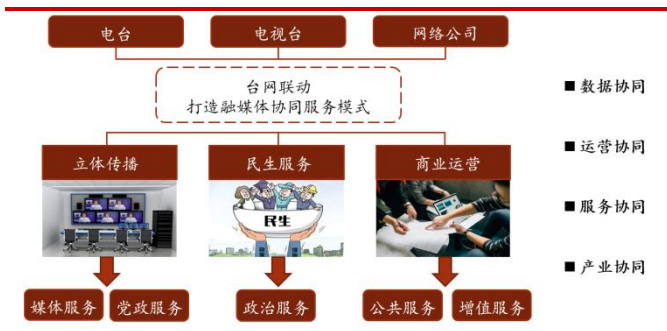 电台
电视台
网络公司
台网联动
打造融媒体协同服务模式
立体传播
民生服务
商业运营
民生
媒体服务
党政服务
政治服务
公共服务
增值服务
■数据协同
■运营协同
■服务协同
■产业协同